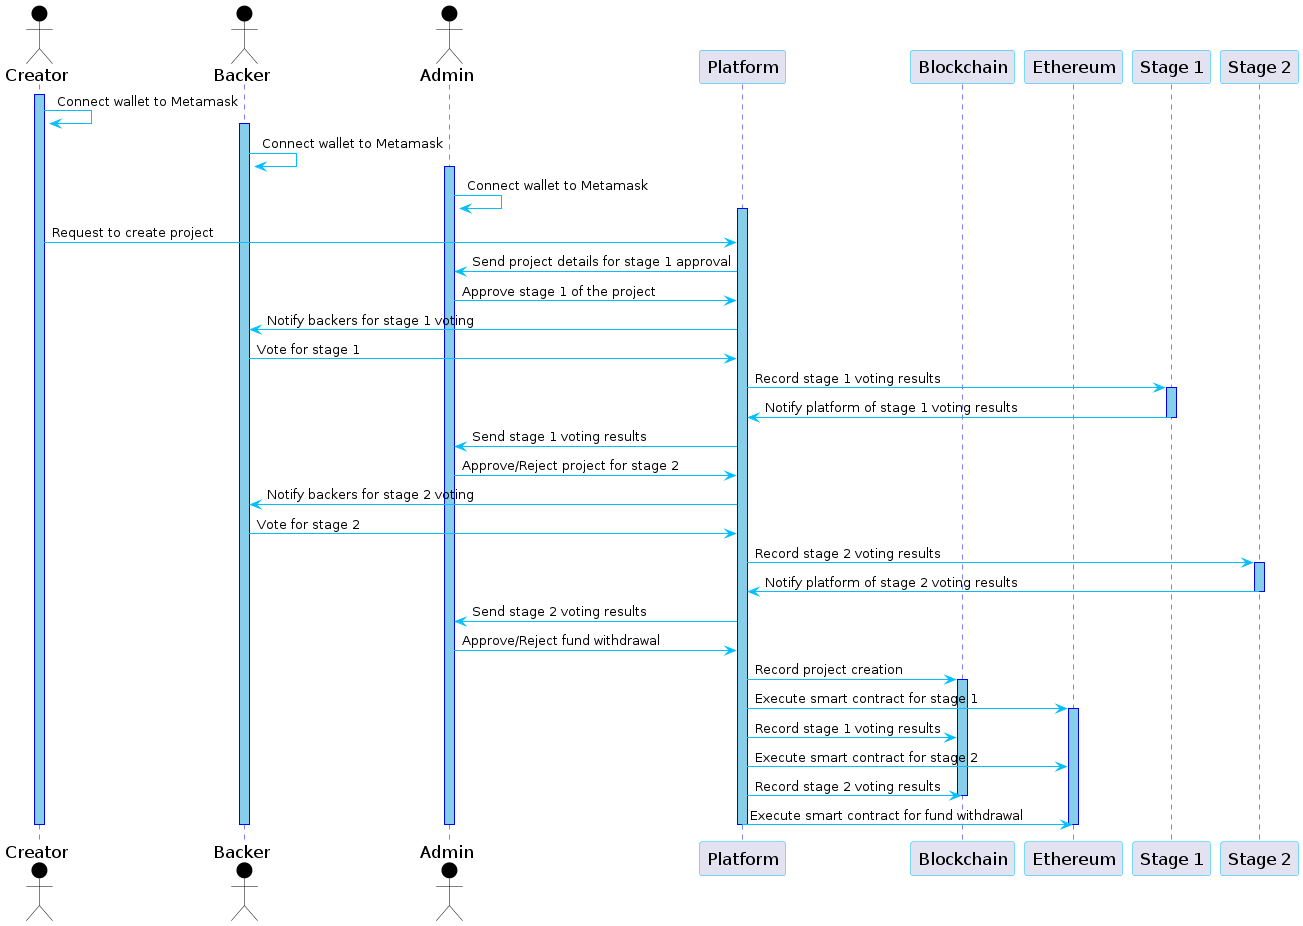 Creator
Backer
Admin
Platform
Blockchain
Ethereum
Stage 1
Stage 2
Connect wallet to Metamask
Connect wallet to Metamask
Connect wallet to Metamask
Request to create project
Send project details for stage 1 approval
Approve stage 1 of the project
Notify backers for stage 1 voting
Vote for stage 1
Record stage 1 voting results
Notify platform of stage 1 voting results
Send stage 1 voting results
Approve/Reject project for stage 2
Notify backers for stage 2 voting
Vote for stage 2
Record stage 2 voting results
Notify platform of stage 2 voting results
Send stage 2 voting results
Approve/Reject fund withdrawal
Record project creation
Execute smart contract for stage 1
Record stage 1 voting results
Execute smart contract for stage 2
Record stage 2 voting results
Execute smart contract for fund withdrawal
Creator
Backer
Admin
Platform
Blockchain
Ethereum
Stage 1
Stage 2